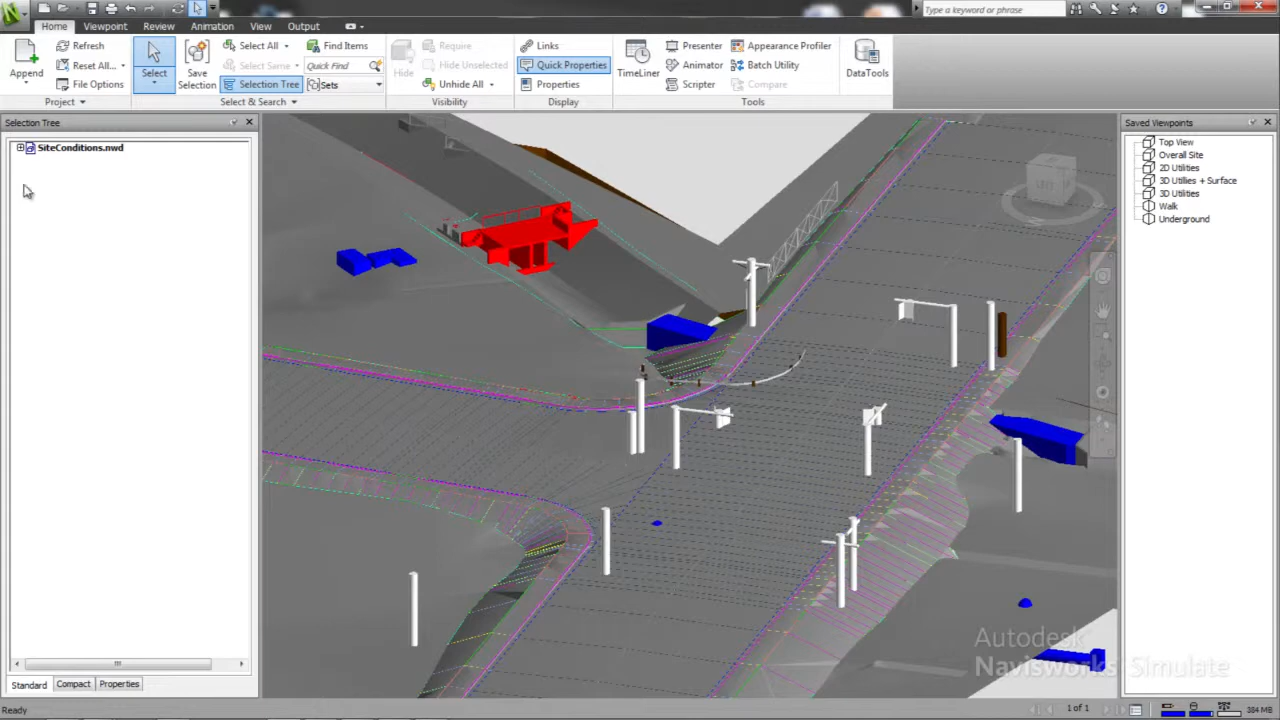 Type a keyword or phrase
Home Viewpoint Review Animation View Output
Append
Refresh
Reset All...
File Options
Project
Select
Save
Selection
Select All
Select Same
Selection Tree
Find Items
Quick Find
Sets
Select & Search
Hide
Require
Hide Unselected
Unhide All
Visibility
Links
Quick Properties
Properties
Display
TimeLiner
Presenter
Animator
Scripter
Appearance Profiler
Batch Utility
Compare
Tools
DataTools
Selection Tree
SiteConditions.nwd
Standard Compact Properties
Saved Viewpoints
Top View
Overall Site
2D Utilities
3D Utillies + Surface
3D Utilities
Walk
Underground
Autodesk
Navisworks Simulate
Ready
1 of 1
384 MB